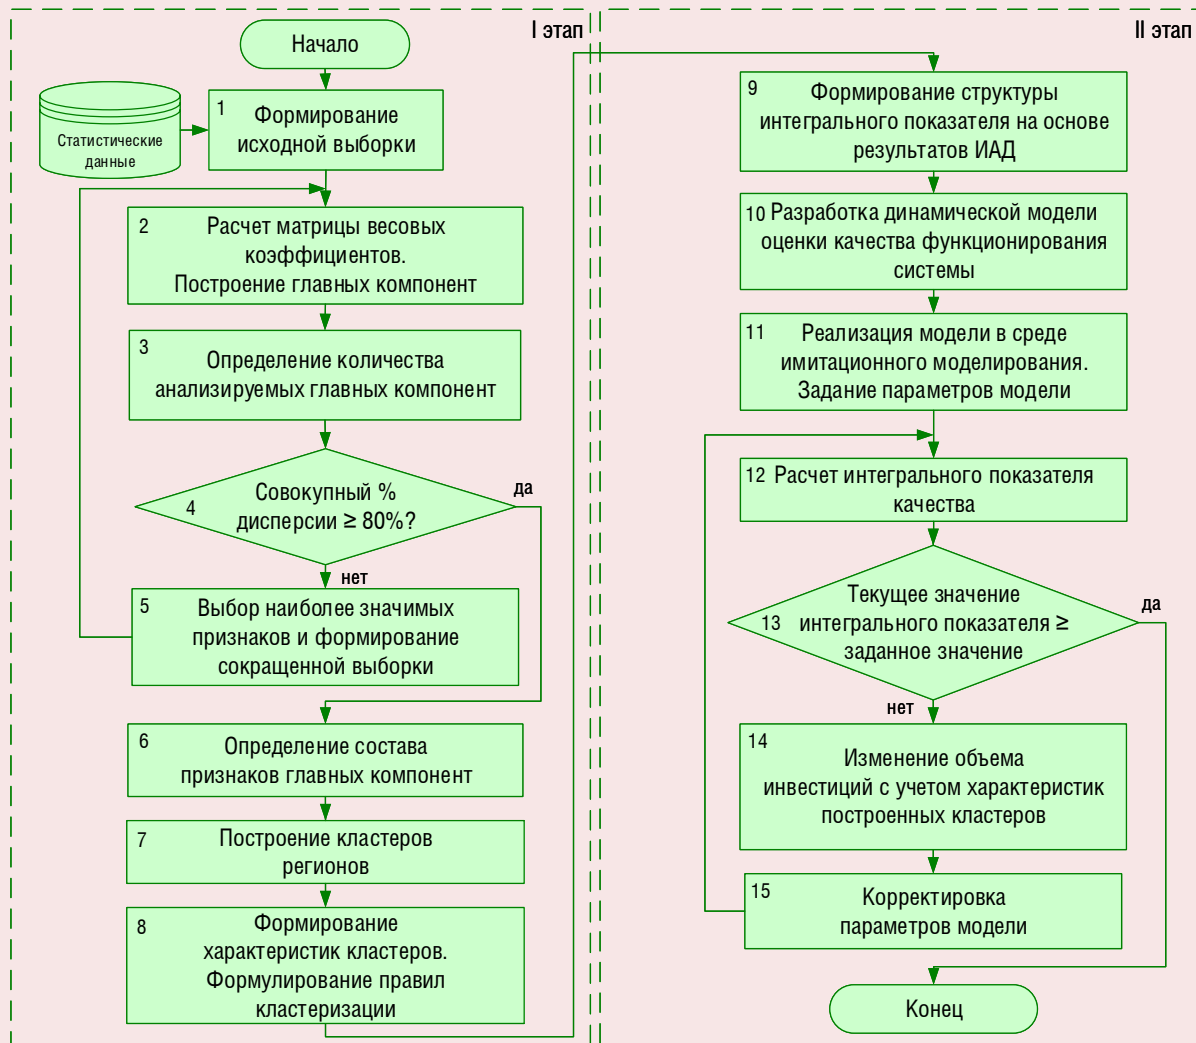 I этап
Начало
Статистические
данные
1
Формирование
исходной выборки
2
Расчет матрицы весовых
коэффициентов.
Построение главных компонент
3
Определение количества
анализируемых главных компонент
4
Совокупный %
дисперсии ≥ 80%?
да
нет
5
Выбор наиболее значимых
признаков и формирование
сокращенной выборки
6
Определение состава
признаков главных компонент
7
Построение кластеров
регионов
8
Формирование
характеристик кластеров.
Формулирование правил
кластеризации
II этап
9
Формирование структуры
интегрального показателя на основе
результатов ИАД
10
Разработка динамической модели
оценки качества функционирования
системы
11
Реализация модели в среде
имитационного моделирования.
Задание параметров модели
12
Расчет интегрального показателя
качества
13
Текущее значение
интегрального показателя ≥
заданное значение
да
нет
14
Изменение объема
инвестиций с учетом характеристик
построенных кластеров
15
Корректировка
параметров модели
Конец